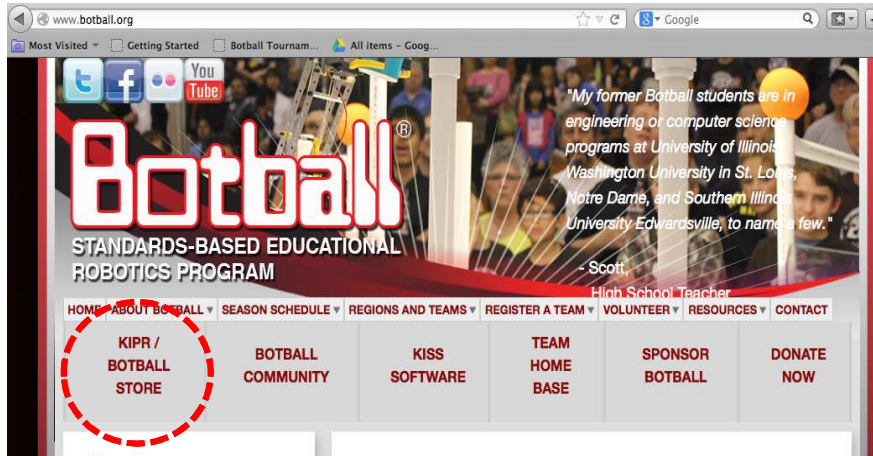 www.botball.org
Google
Most Visited
Getting Started
Botball Tournam...
All items - Goog...
You
Tube
"My former Botball students are in
engineering or computer science
programs at University of Illinois,
Washington University in St. Louis,
Notre Dame, and Southern Illinois
University Edwardsville, to name a few."
- Scott,
High School Teacher
Botball®
STANDARDS-BASED EDUCATIONAL
ROBOTICS PROGRAM
HOME ABOUT BOTBALL SEASON SCHEDULE REGIONS AND TEAMS REGISTER A TEAM VOLUNTEER RESOURCES CONTACT
KIPR /
BOTBALL
STORE
BOTBALL
COMMUNITY
KISS
SOFTWARE
TEAM
HOME
BASE
SPONSOR
BOTBALL
DONATE
NOW